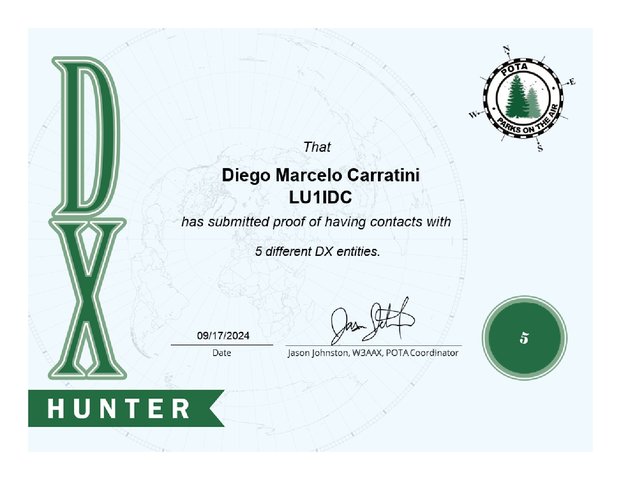 DX
HUNTER
N
E
S
W
POTA
PARKS ON THE AIR
That
Diego Marcelo Carratini
LU1IDC
has submitted proof of having contacts with
5 different DX entities.
09/17/2024
Date
Jason Johnston, W3AAX, POTA Coordinator
5